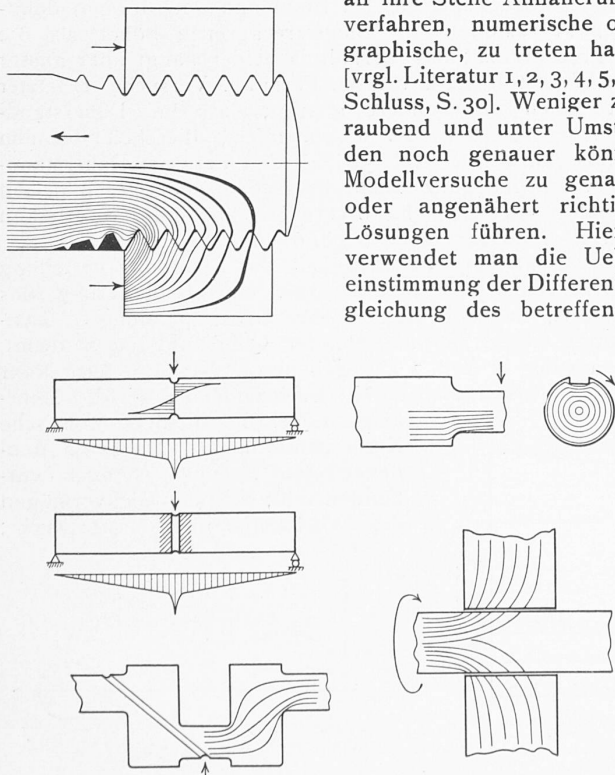 an ihre Stelle Annäherun
verfahren, numerische o
graphische, zu treten ha
[vrgl. Literatur 1, 2, 3, 4, 5,
Schluss, S. 30]. Weniger z
raubend und unter Umst
den noch genauer kön
Modellversuche zu gena
oder angenähert richti
Lösungen führen. Hie
verwendet man die Ue
einstimmung der Differen
gleichung des betreffen